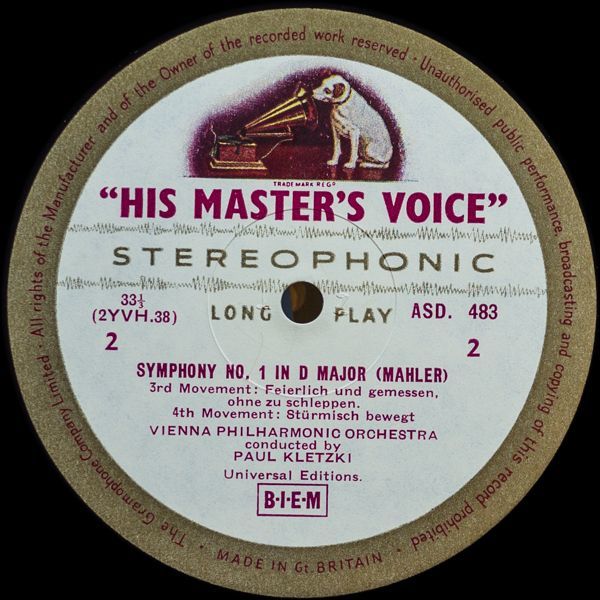 The Gramophone Company Limited · All rights of the Manufacturer and of the Owner of the recorded work reserved · Unauthorised public performance, broadcasting and copying of this record prohibited
TRADE MARK REGD
“HIS MASTER'S VOICE”
STEREOPHONIC
33⅓
(2YVH.38)
LONG PLAY
ASD. 483
2
2
SYMPHONY NO. 1 IN D MAJOR (MAHLER)
3rd Movement: Feierlich und gemessen,
ohne zu schleppen.
4th Movement: Stürmisch bewegt
VIENNA PHILHARMONIC ORCHESTRA
conducted by
PAUL KLETZKI
Universal Editions.
B·I·E·M
· MADE IN Gt. BRITAIN ·